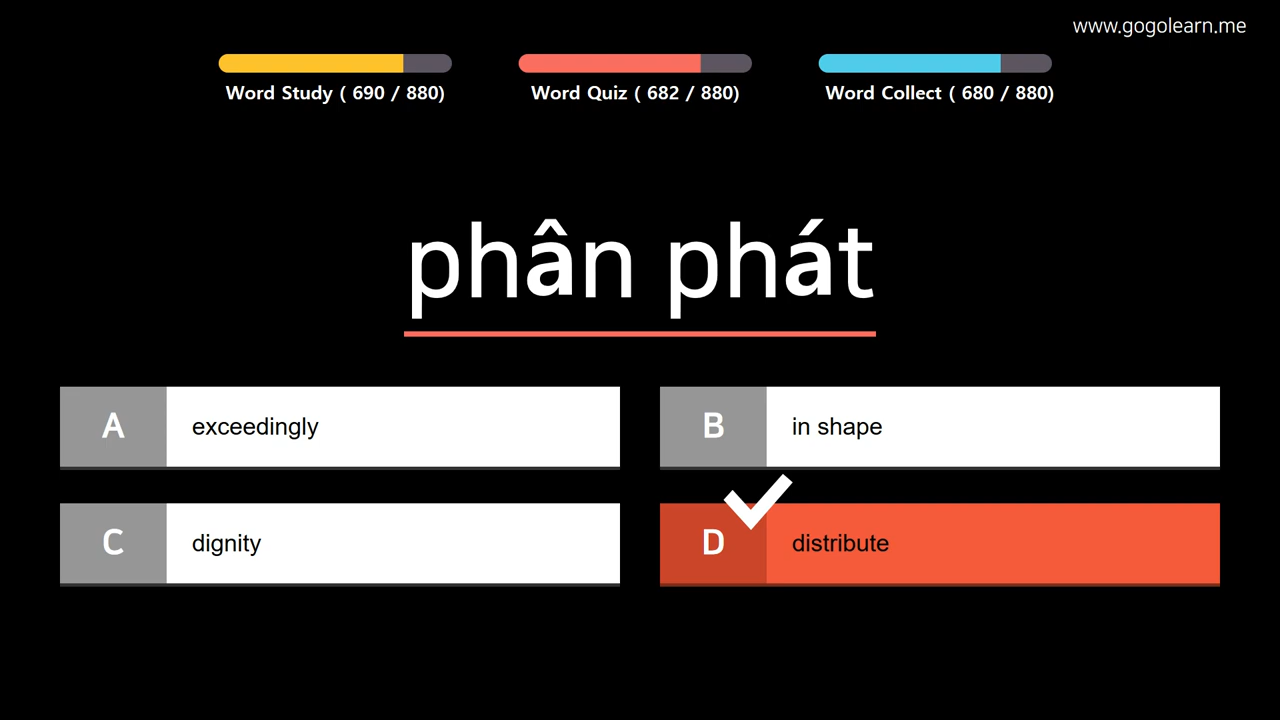 www.gogolearn.me
Word Study ( 690 / 880)
Word Quiz ( 682 / 880)
Word Collect ( 680 / 880)
phân phát
A exceedingly
B in shape
C dignity
D distribute